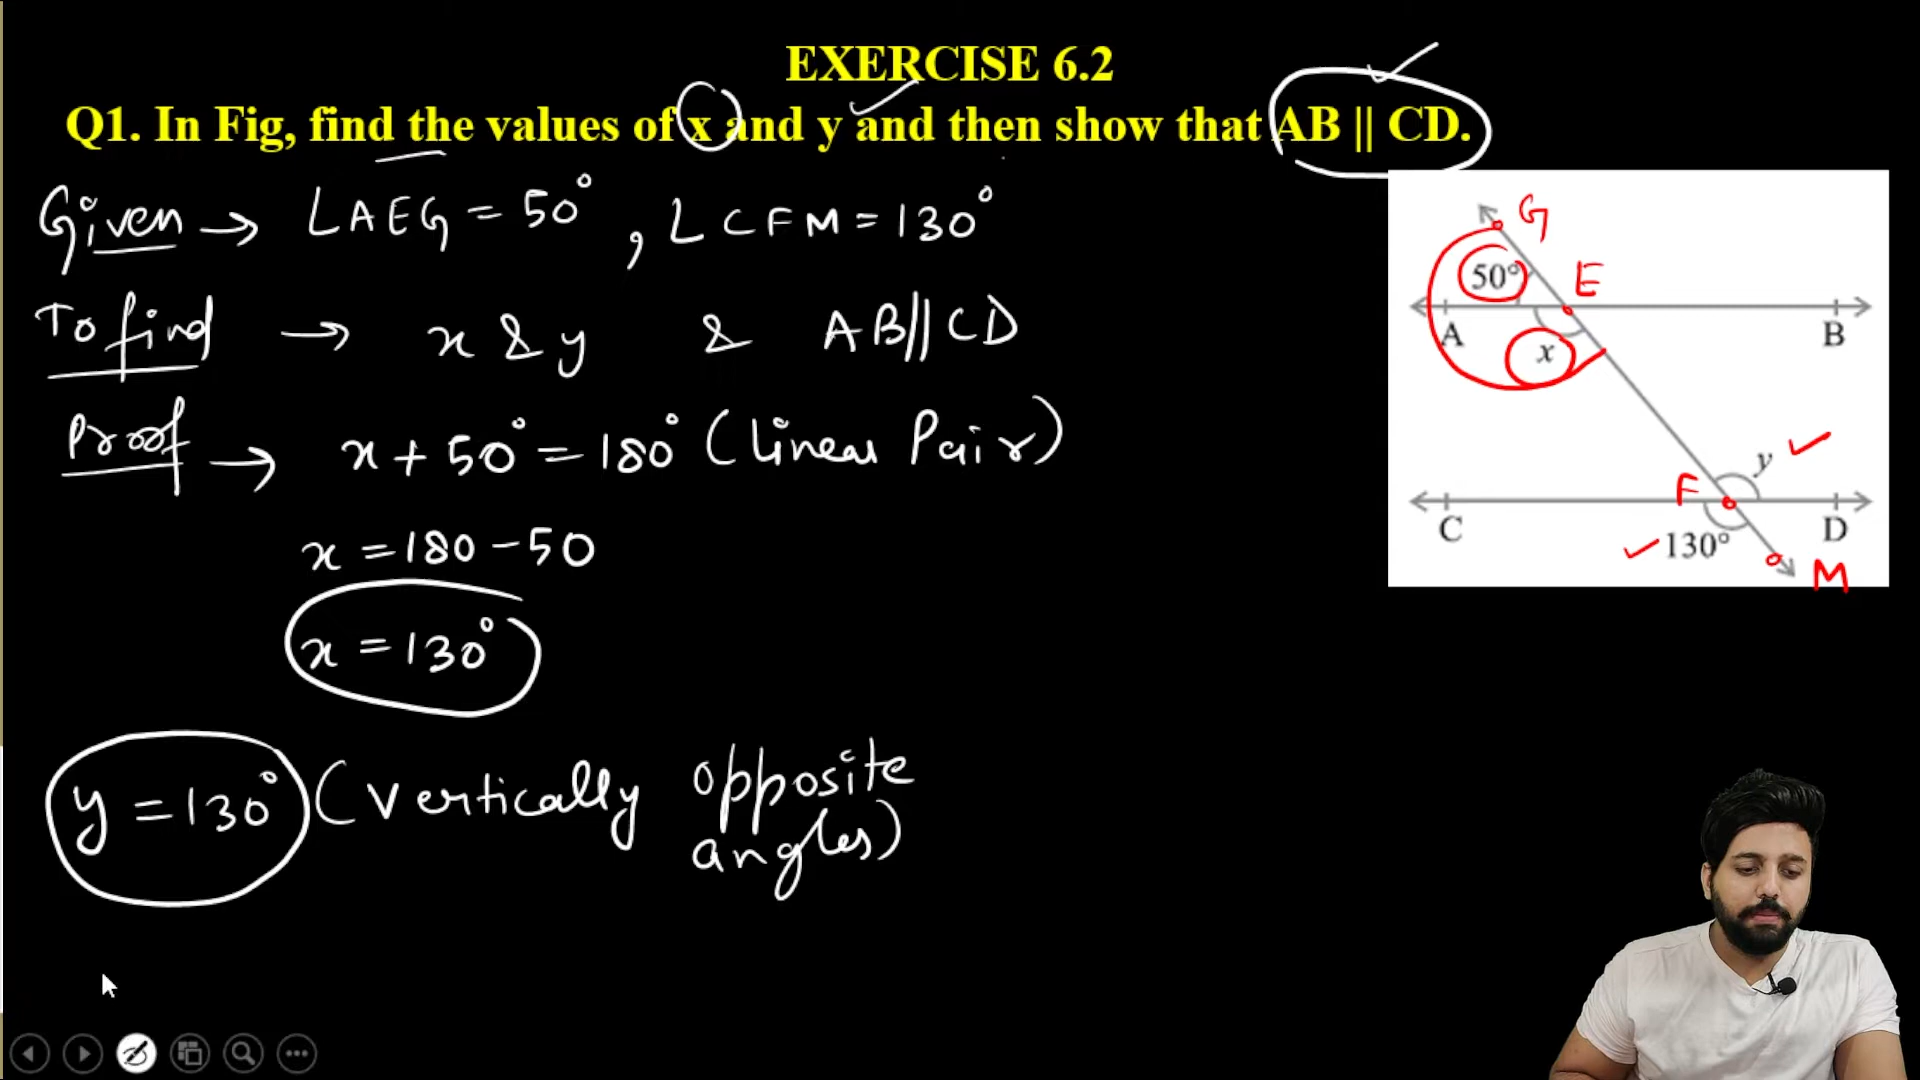 EXERCISE 6.2
Q1. In Fig, find the values of x and y and then show that AB || CD.
Given → ∠AEG = 50°, ∠CFM = 130°
To find → x & y & AB || CD
Proof → x + 50° = 180° (Linear Pair)
x = 180 - 50
x = 130°
y = 130° (vertically opposite
angles)
G
50°
E
A
B
x
y
F
C
D
130°
M